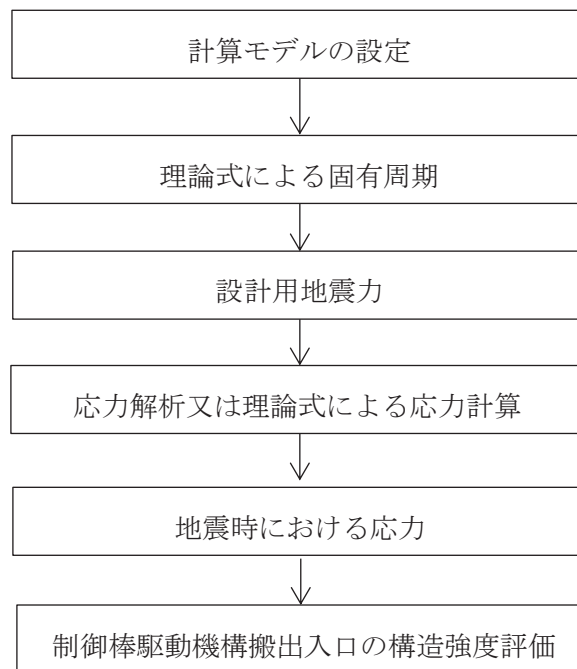 計算モデルの設定
理論式による固有周期
設計用地震力
応力解析又は理論式による応力計算
地震時における応力
制御棒駆動機構搬出入口の構造強度評価